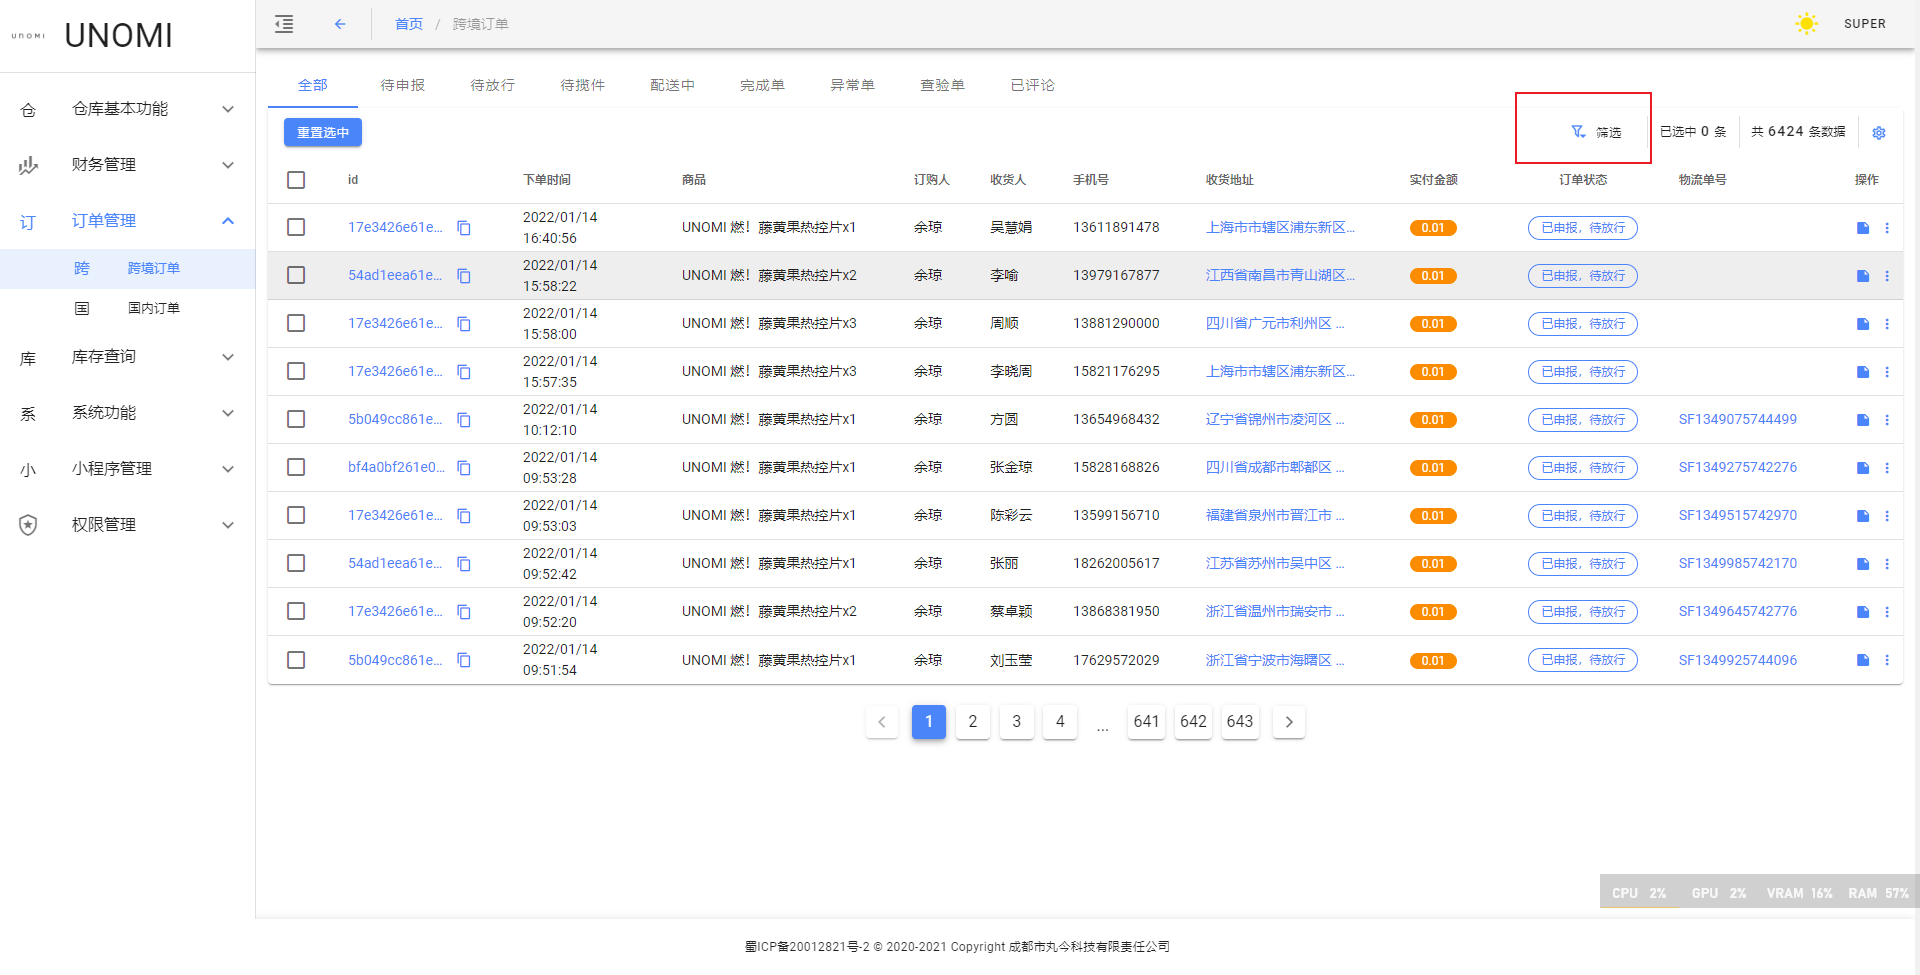 UNOMI UNOMI
首页 / 跨境订单
SUPER
仓 仓库基本功能
财务管理
订 订单管理
跨 跨境订单
国 国内订单
库 库存查询
系 系统功能
小 小程序管理
权限管理
全部 待申报 待放行 待揽件 配送中 完成单 异常单 查验单 已评论
重置选中
筛选 已选中 0 条 共 6424 条数据
id 下单时间 商品 订购人 收货人 手机号 收货地址 实付金额 订单状态 物流单号 操作
17e3426e61e... 2022/01/14 16:40:56 UNOMI 燃！藤黄果热控片x1 余琼 吴慧娟 13611891478 上海市市辖区浦东新区... 0.01 已申报，待放行
54ad1eea61e... 2022/01/14 15:58:22 UNOMI 燃！藤黄果热控片x2 余琼 李喻 13979167877 江西省南昌市青山湖区... 0.01 已申报，待放行
17e3426e61e... 2022/01/14 15:58:00 UNOMI 燃！藤黄果热控片x3 余琼 周顺 13881290000 四川省广元市利州区 ... 0.01 已申报，待放行
17e3426e61e... 2022/01/14 15:57:35 UNOMI 燃！藤黄果热控片x3 余琼 李晓周 15821176295 上海市市辖区浦东新区... 0.01 已申报，待放行
5b049cc861e... 2022/01/14 10:12:10 UNOMI 燃！藤黄果热控片x1 余琼 方圆 13654968432 辽宁省锦州市凌河区 ... 0.01 已申报，待放行 SF1349075744499
bf4a0bf261e0... 2022/01/14 09:53:28 UNOMI 燃！藤黄果热控片x1 余琼 张金琼 15828168826 四川省成都市郫都区 ... 0.01 已申报，待放行 SF1349275742276
17e3426e61e... 2022/01/14 09:53:03 UNOMI 燃！藤黄果热控片x1 余琼 陈彩云 13599156710 福建省泉州市晋江市 ... 0.01 已申报，待放行 SF1349515742970
54ad1eea61e... 2022/01/14 09:52:42 UNOMI 燃！藤黄果热控片x1 余琼 张丽 18262005617 江苏省苏州市吴中区 ... 0.01 已申报，待放行 SF1349985742170
17e3426e61e... 2022/01/14 09:52:20 UNOMI 燃！藤黄果热控片x2 余琼 蔡卓颖 13868381950 浙江省温州市瑞安市 ... 0.01 已申报，待放行 SF1349645742776
5b049cc861e... 2022/01/14 09:51:54 UNOMI 燃！藤黄果热控片x1 余琼 刘玉莹 17629572029 浙江省宁波市海曙区 ... 0.01 已申报，待放行 SF1349925744096
1 2 3 4 ... 641 642 643
CPU 2% GPU 2% VRAM 16% RAM 57%
蜀ICP备20012821号-2 © 2020-2021 Copyright 成都市丸今科技有限责任公司